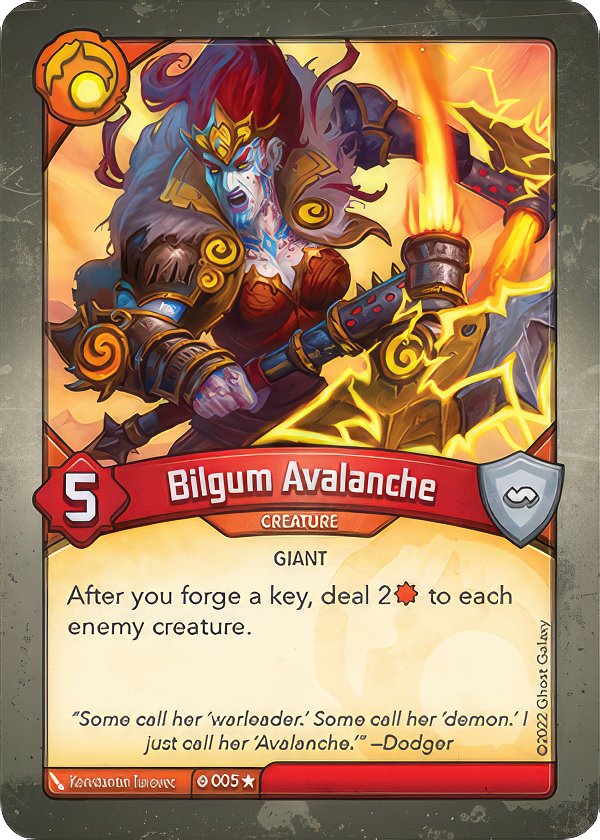 Bilgum Avalanche
5
CREATURE
GIANT
After you forge a key, deal 2 to each
enemy creature.
"Some call her 'warleader.' Some call her 'demon.' I
just call her 'Avalanche.'" –Dodger
©2022 Ghost Galaxy
005